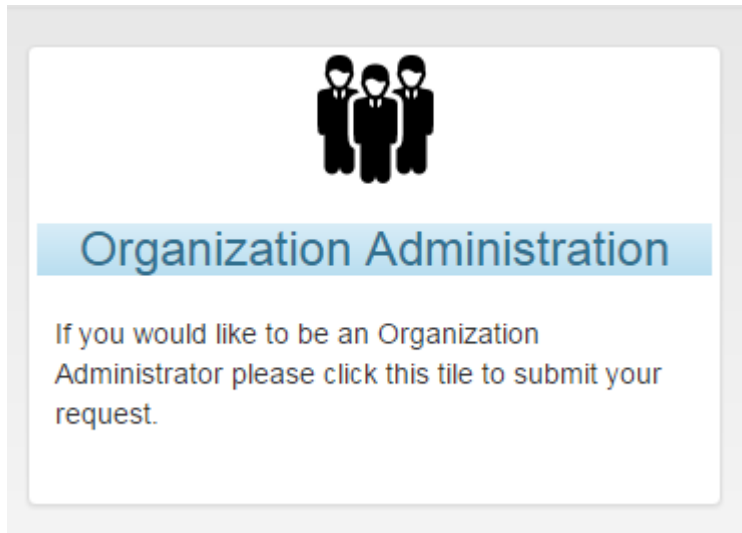 Organization Administration
If you would like to be an Organization
Administrator please click this tile to submit your
request.